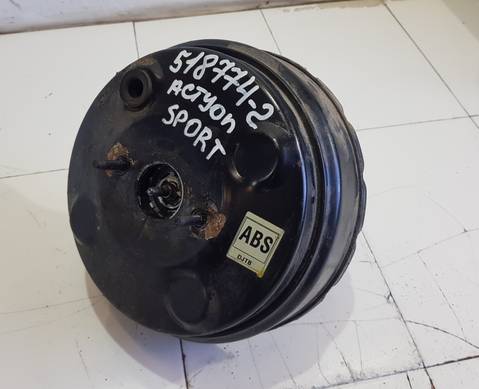 518774-2
ACTYON
SPORT
ABS
DJTB